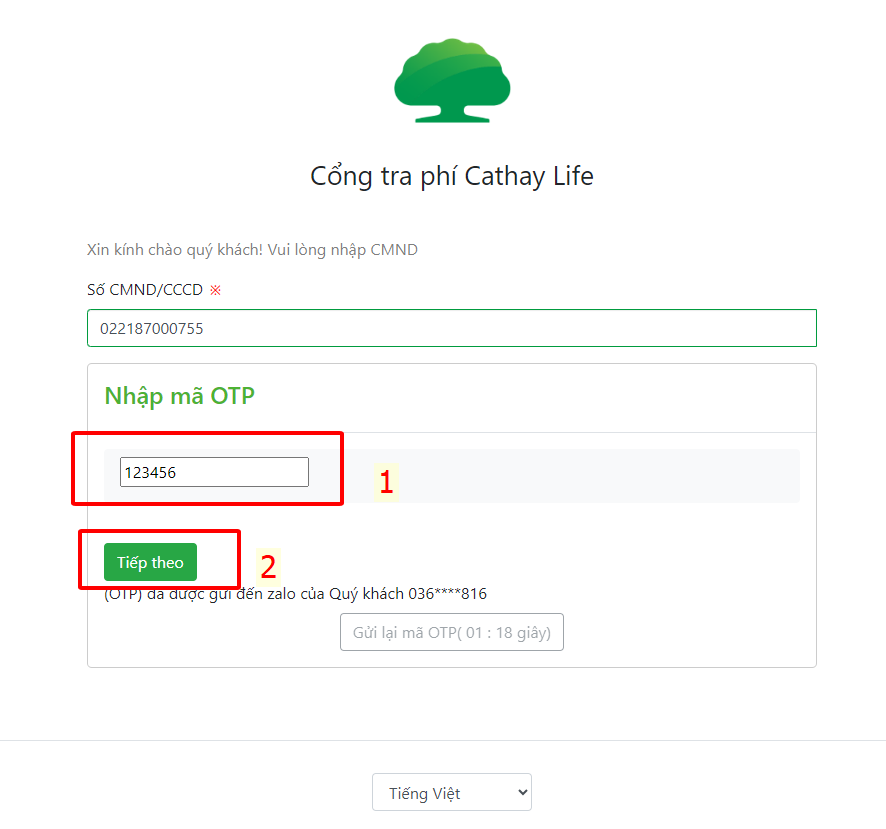 Cổng tra phí Cathay Life
Xin kính chào quý khách! Vui lòng nhập CMND
Số CMND/CCCD ※
022187000755
Nhập mã OTP
123456
1
Tiếp theo
2
(OTP) đã được gửi đến zalo của Quý khách 036****816
Gửi lại mã OTP( 01 : 18 giây)
Tiếng Việt